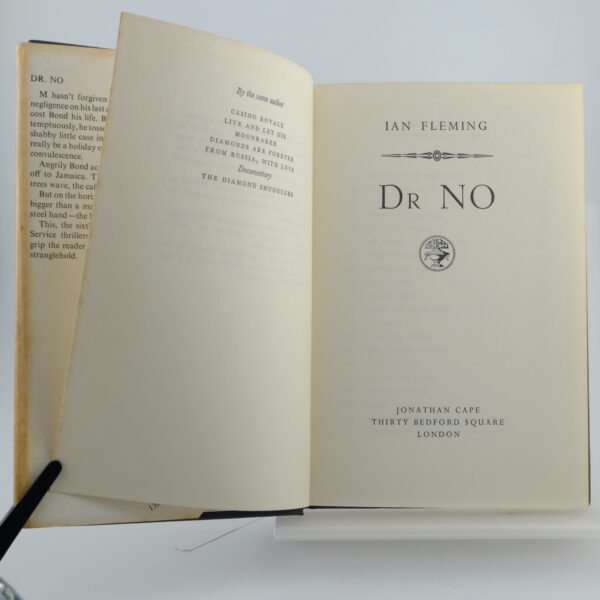 DR. NO
M hasn't forgiven
negligence on his last
cost Bond his life. B
temptuously, he tosse
shabby little case in
really be a holiday
convalescence.
Angrily Bond ac
off to Jamaica. T
trees wave, the cal
But on the hori
bigger than a me
steel hand—the
This, the sixt
Service thrillers
grip the reader
stranglehold.
By the same author
CASINO ROYALE
LIVE AND LET DIE
MOONRAKER
DIAMONDS ARE FOREVER
FROM RUSSIA, WITH LOVE
Documentary
THE DIAMOND SMUGGLERS
IAN FLEMING
DR NO
JONATHAN CAPE
THIRTY BEDFORD SQUARE
LONDON